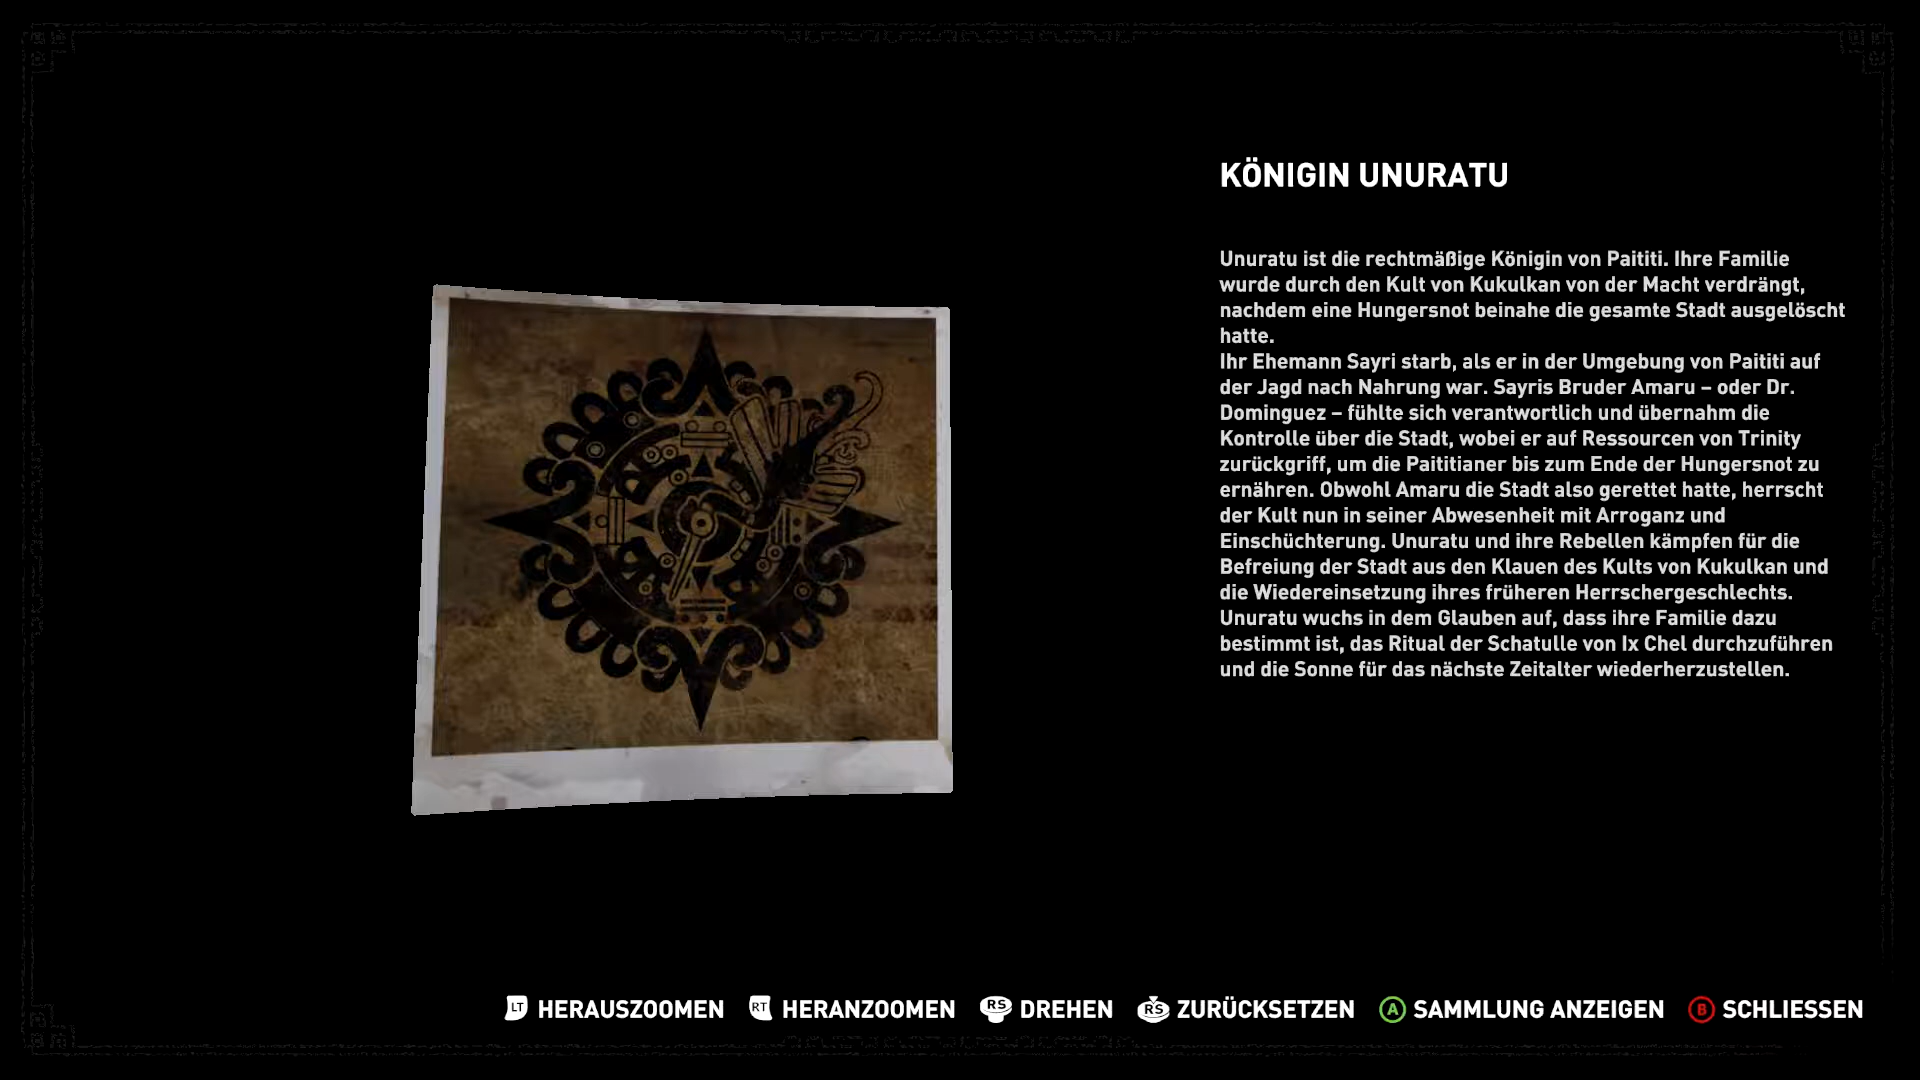 KÖNIGIN UNURATU
Unuratu ist die rechtmäßige Königin von Paititi. Ihre Familie
wurde durch den Kult von Kukulkan von der Macht verdrängt,
nachdem eine Hungersnot beinahe die gesamte Stadt ausgelöscht
hatte.
Ihr Ehemann Sayri starb, als er in der Umgebung von Paititi auf
der Jagd nach Nahrung war. Sayris Bruder Amaru – oder Dr.
Dominguez – fühlte sich verantwortlich und übernahm die
Kontrolle über die Stadt, wobei er auf Ressourcen von Trinity
zurückgriff, um die Paititianer bis zum Ende der Hungersnot zu
ernähren. Obwohl Amaru die Stadt also gerettet hatte, herrscht
der Kult nun in seiner Abwesenheit mit Arroganz und
Einschüchterung. Unuratu und ihre Rebellen kämpfen für die
Befreiung der Stadt aus den Klauen des Kults von Kukulkan und
die Wiedereinsetzung ihres früheren Herrschergeschlechts.
Unuratu wuchs in dem Glauben auf, dass ihre Familie dazu
bestimmt ist, das Ritual der Schatulle von Ix Chel durchzuführen
und die Sonne für das nächste Zeitalter wiederherzustellen.
LT HERAUSZOOMEN RT HERANZOOMEN RS DREHEN RS ZURÜCKSETZEN A SAMMLUNG ANZEIGEN B SCHLIESSEN